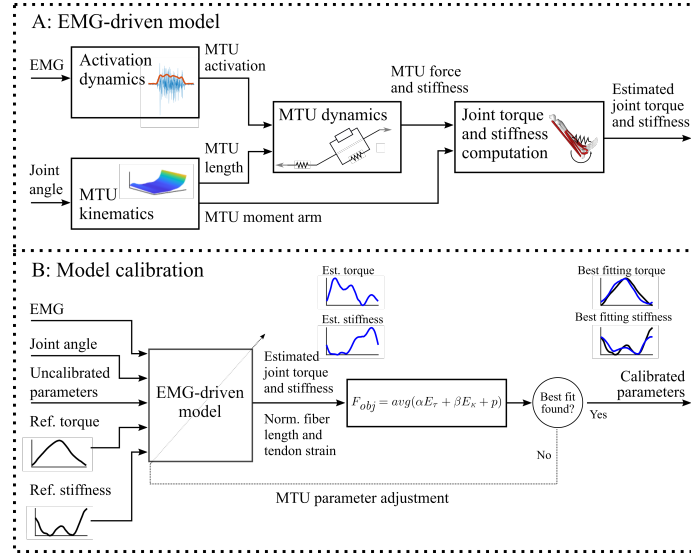 A: EMG-driven model
EMG
Activation
dynamics
MTU
activation
MTU force
and stiffness
Estimated
joint torque
and stiffness
MTU dynamics
Joint torque
and stiffness
computation
Joint
angle
MTU
length
MTU
kinematics
MTU moment arm
B: Model calibration
Est. torque
Best fitting torque
EMG
Est. stiffness
Best fitting stiffness
Joint angle
Uncalibrated
parameters
EMG-driven
model
Estimated
joint torque
and stiffness
F_obj = avg(αE_τ + βE_K + p)
Best fit
found?
Calibrated
parameters
Yes
Ref. torque
Norm. fiber
length and
tendon strain
No
Ref. stiffness
MTU parameter adjustment